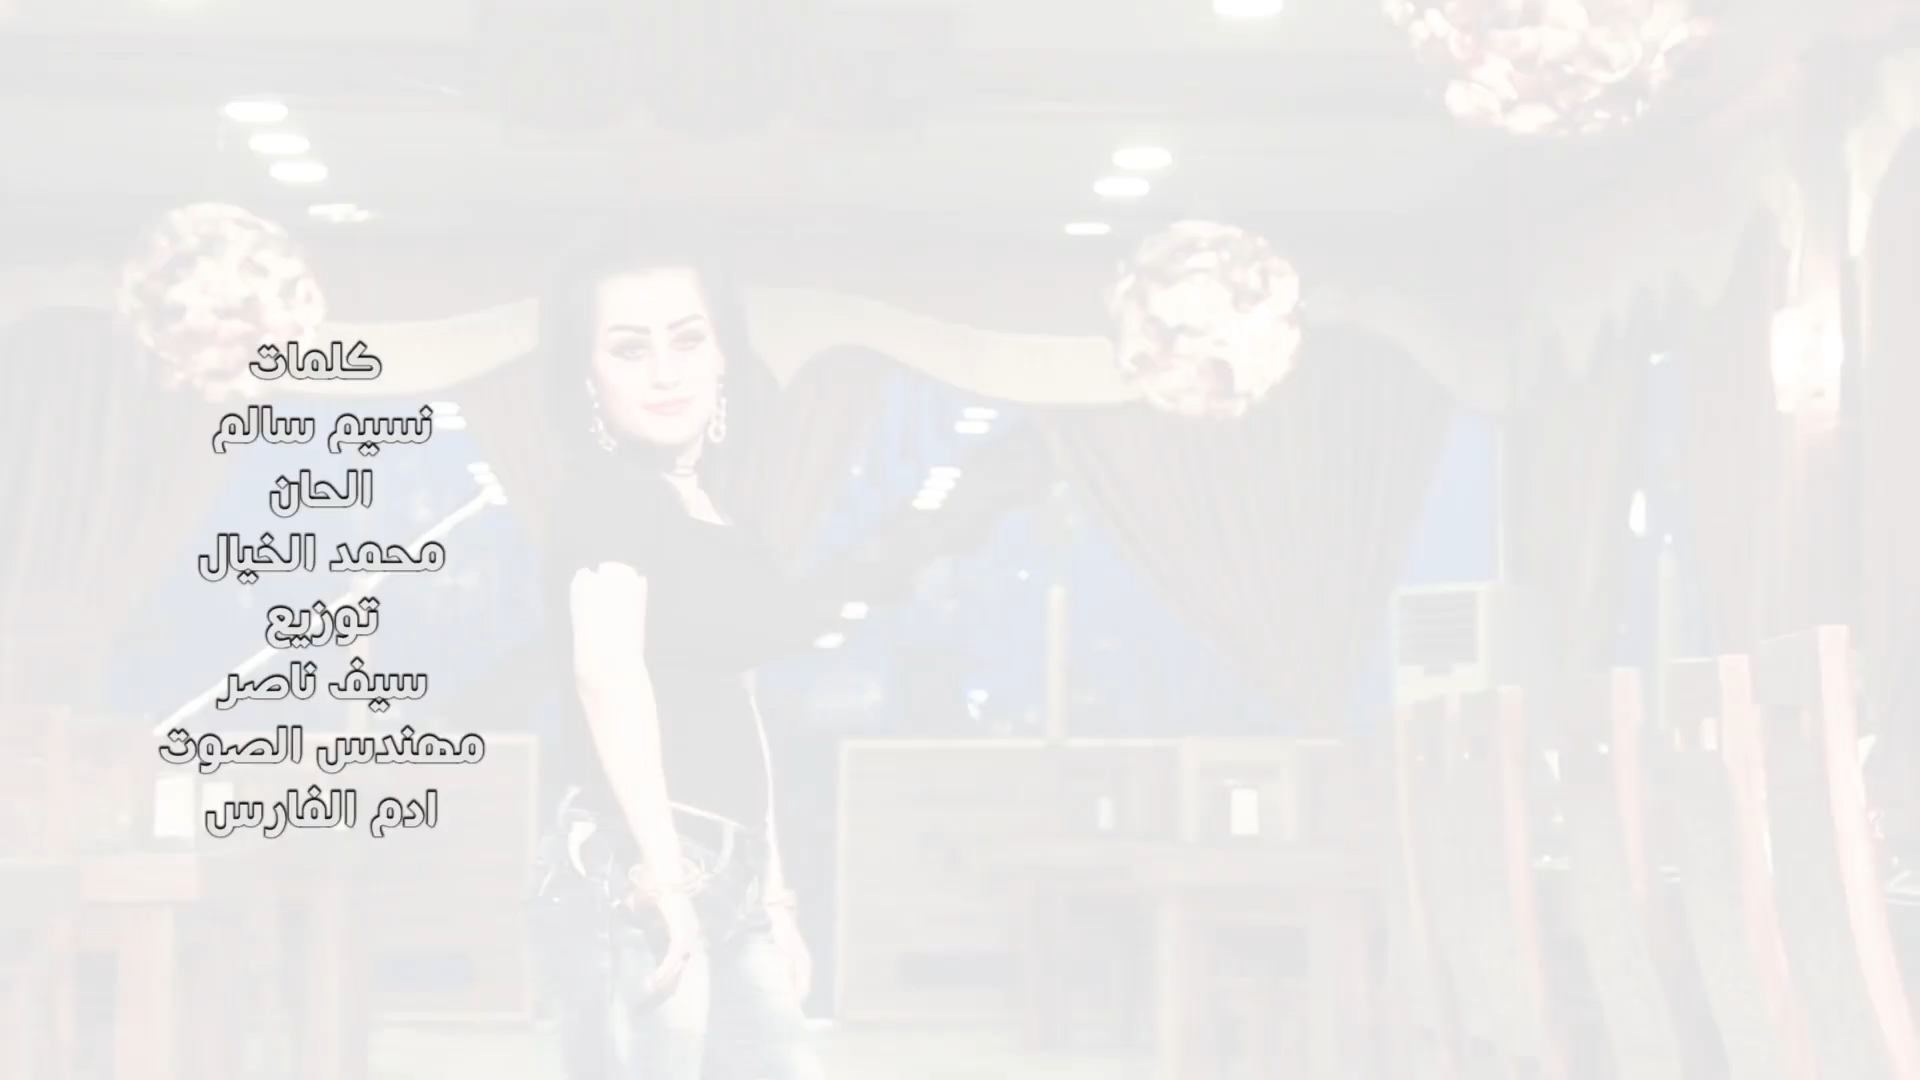 كلمات
نسيم سالم
الحان
محمد الخيال
توزيع
سيف ناصر
مهندس الصوت
ادم الفارس